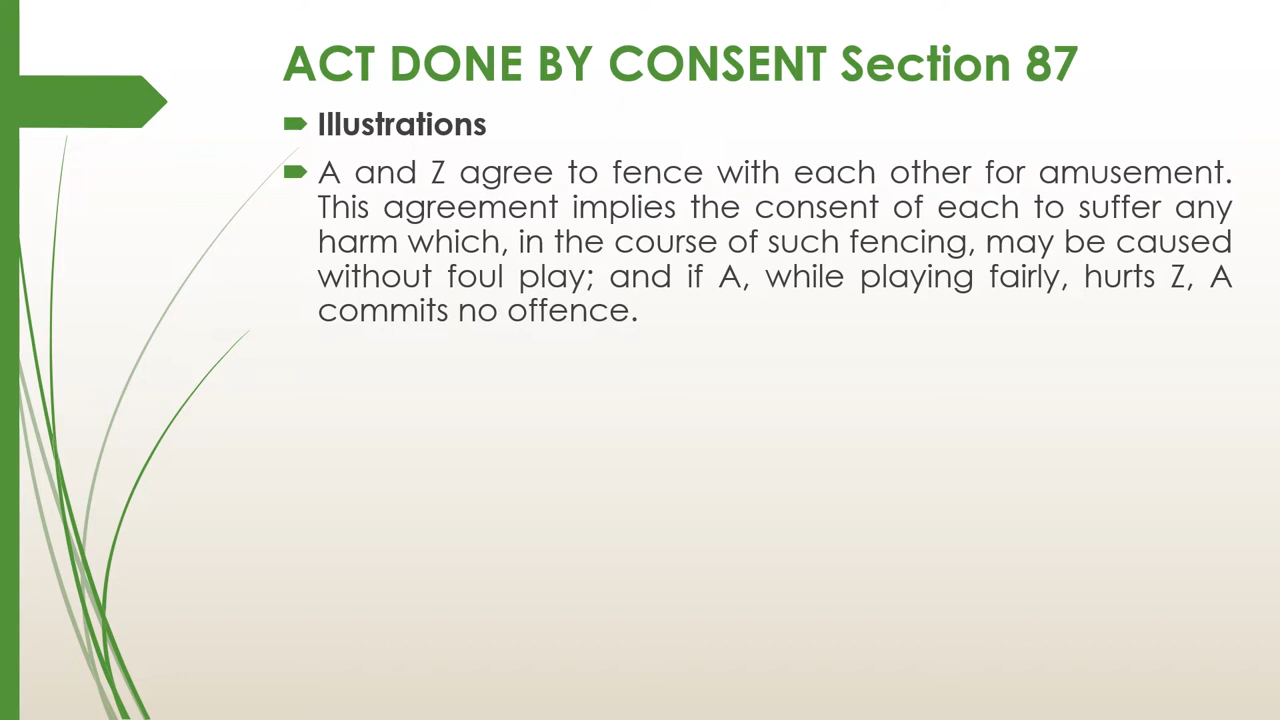 ACT DONE BY CONSENT Section 87
Illustrations
A and Z agree to fence with each other for amusement.
This agreement implies the consent of each to suffer any
harm which, in the course of such fencing, may be caused
without foul play; and if A, while playing fairly, hurts Z, A
commits no offence.